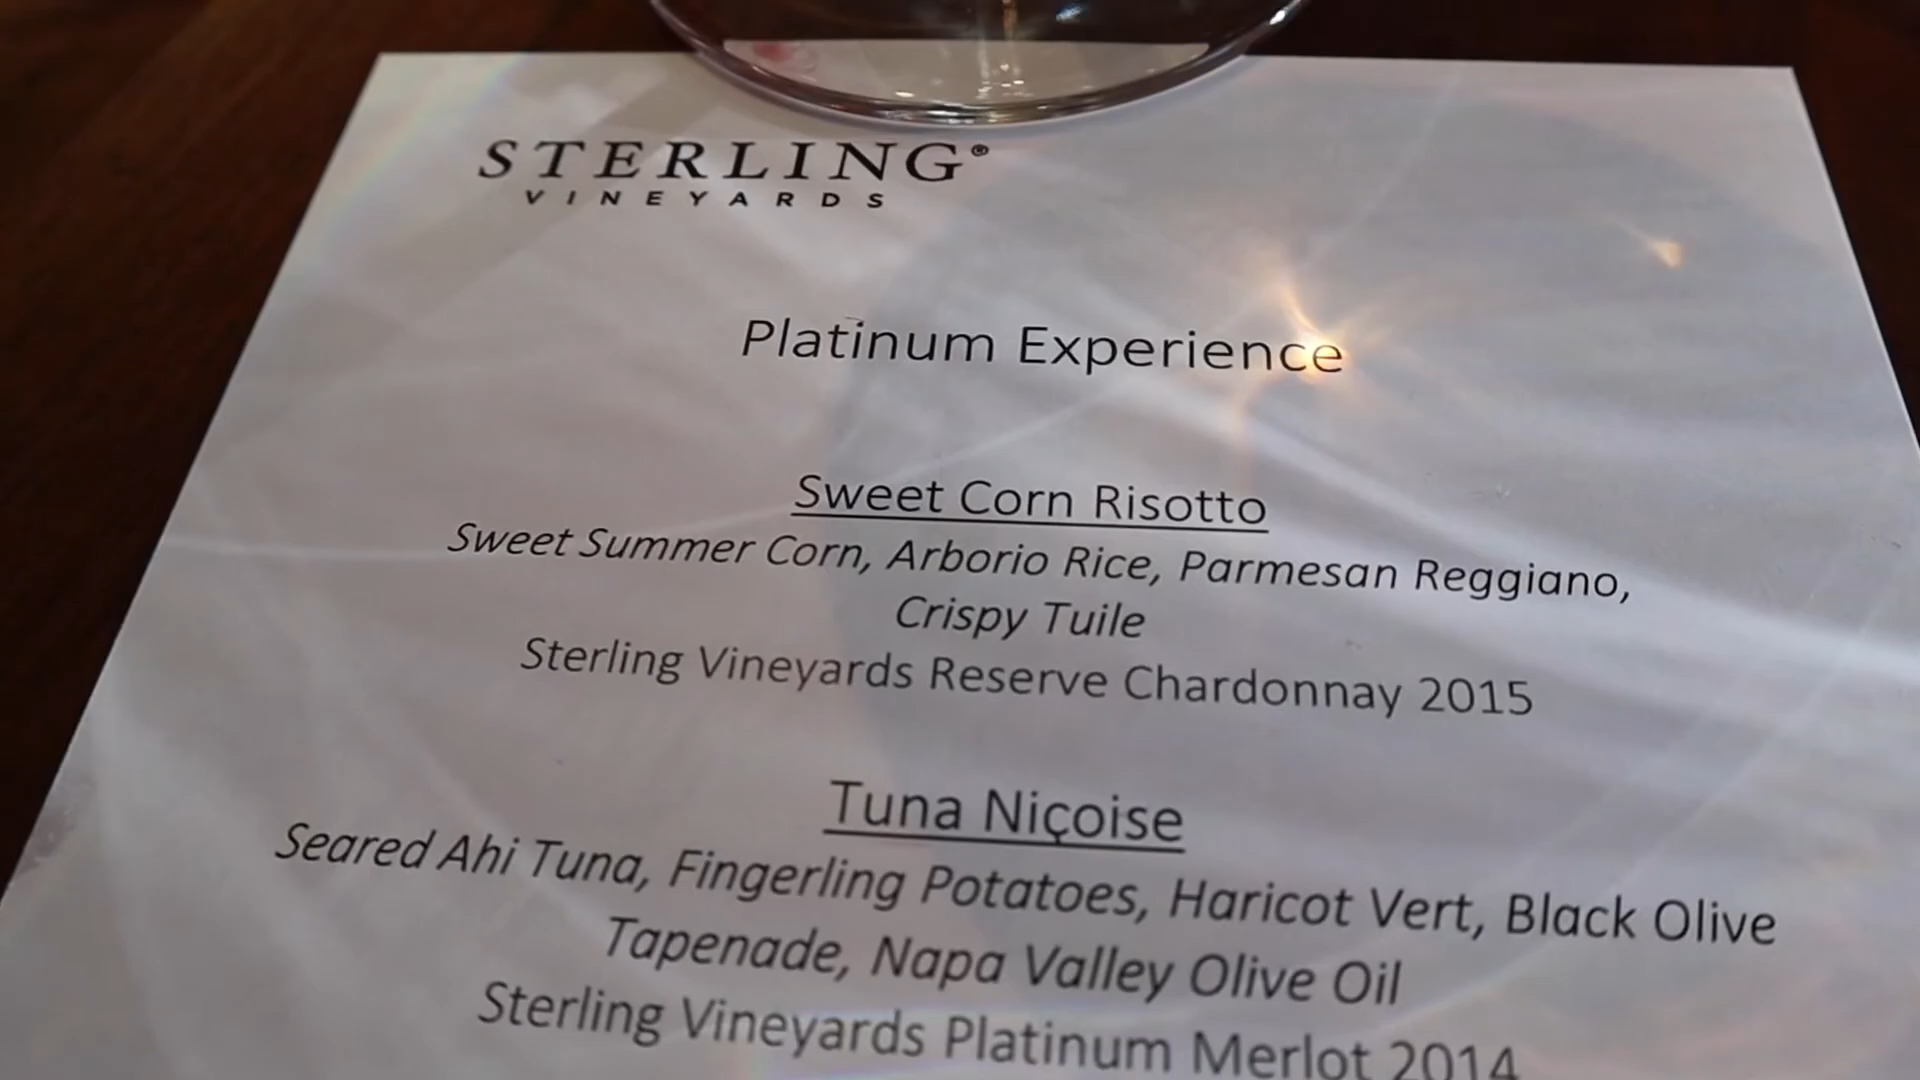 STERLING®
VINEYARDS
Platinum Experience
Sweet Corn Risotto
Sweet Summer Corn, Arborio Rice, Parmesan Reggiano,
Crispy Tuile
Sterling Vineyards Reserve Chardonnay 2015
Tuna Niçoise
Seared Ahi Tuna, Fingerling Potatoes, Haricot Vert, Black Olive
Tapenade, Napa Valley Olive Oil
Sterling Vineyards Platinum Merlot 2014